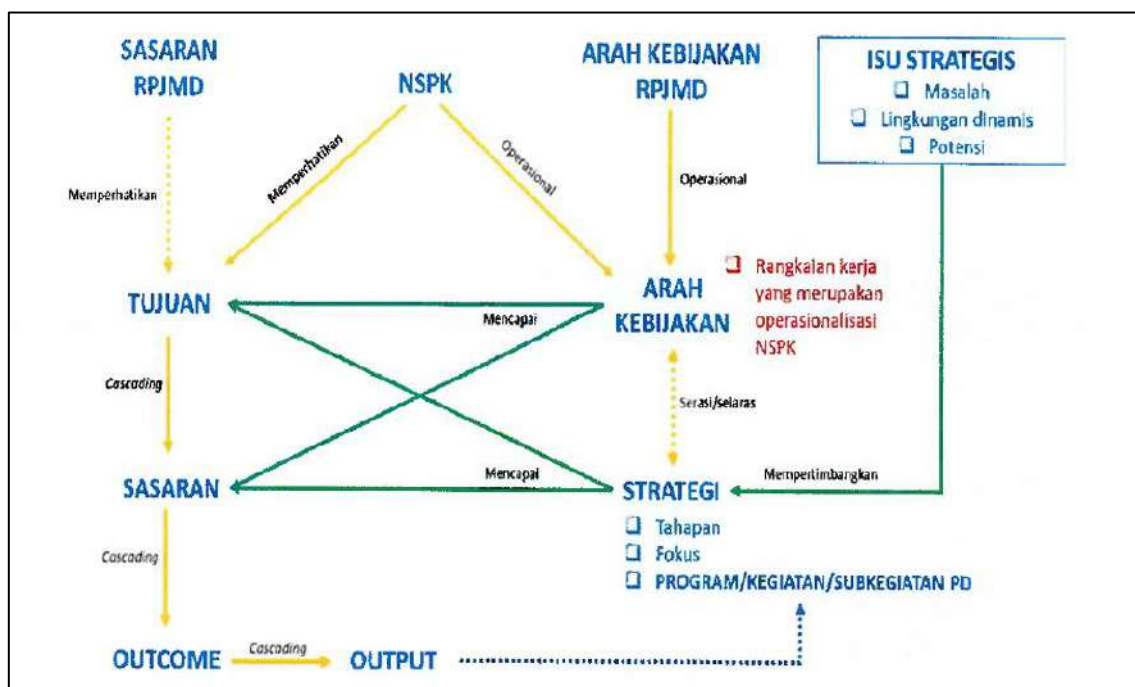 SASARAN
RPJMD
NSPK
ARAH KEBIJAKAN
RPJMD
ISU STRATEGIS
Masalah
Lingkungan dinamis
Potensi
Memperhatikan
Memperhatikan
Operasional
Operasional
TUJUAN
Mencapai
ARAH
KEBIJAKAN
Rangkaian kerja
yang merupakan
operasionalisasi
NSPK
Cascading
Serasi/selaras
SASARAN
Mencapai
STRATEGI
Mempertimbangkan
Tahapan
Fokus
PROGRAM/KEGIATAN/SUBKEGIATAN PD
Cascading
OUTCOME
Cascading
OUTPUT